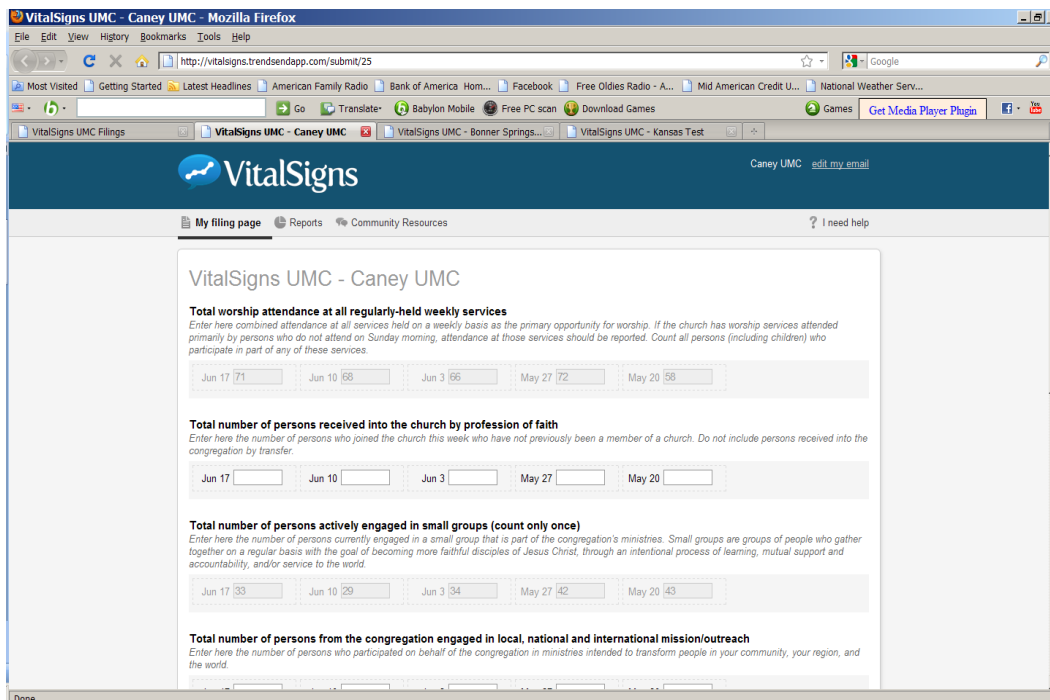 VitalSigns UMC - Caney UMC - Mozilla Firefox
File Edit View History Bookmarks Tools Help
http://vitalsigns.trendsendapp.com/submit/25 Google
Most Visited Getting Started Latest Headlines American Family Radio Bank of America Hom... Facebook Free Oldies Radio - A... Mid American Credit U... National Weather Serv...
Go Translate Babylon Mobile Free PC scan Download Games Games Get Media Player Plugin You Tube
VitalSigns UMC Filings VitalSigns UMC - Caney UMC VitalSigns UMC - Bonner Springs... VitalSigns UMC - Kansas Test
VitalSigns Caney UMC edit my email
My filing page Reports Community Resources ? I need help
VitalSigns UMC - Caney UMC
Total worship attendance at all regularly-held weekly services
Enter here combined attendance at all services held on a weekly basis as the primary opportunity for worship. If the church has worship services attended
primarily by persons who do not attend on Sunday morning, attendance at those services should be reported. Count all persons (including children) who
participate in part of any of these services.
Jun 17 71 Jun 10 68 Jun 3 66 May 27 72 May 20 58
Total number of persons received into the church by profession of faith
Enter here the number of persons who joined the church this week who have not previously been a member of a church. Do not include persons received into the
congregation by transfer.
Jun 17 Jun 10 Jun 3 May 27 May 20
Total number of persons actively engaged in small groups (count only once)
Enter here the number of persons currently engaged in a small group that is part of the congregation's ministries. Small groups are groups of people who gather
together on a regular basis with the goal of becoming more faithful disciples of Jesus Christ, through an intentional process of learning, mutual support and
accountability, and/or service to the world.
Jun 17 33 Jun 10 29 Jun 3 34 May 27 42 May 20 43
Total number of persons from the congregation engaged in local, national and international mission/outreach
Enter here the number of persons who participated on behalf of the congregation in ministries intended to transform people in your community, your region, and
the world.
Done